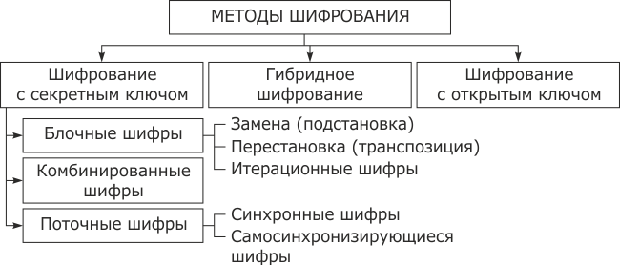 МЕТОДЫ ШИФРОВАНИЯ
Шифрование
с секретным ключом
Гибридное
шифрование
Шифрование
с открытым ключом
Блочные шифры
Замена (подстановка)
Перестановка (транспозиция)
Итерационные шифры
Комбинированные
шифры
Поточные шифры
Синхронные шифры
Самосинхронизирующиеся
шифры